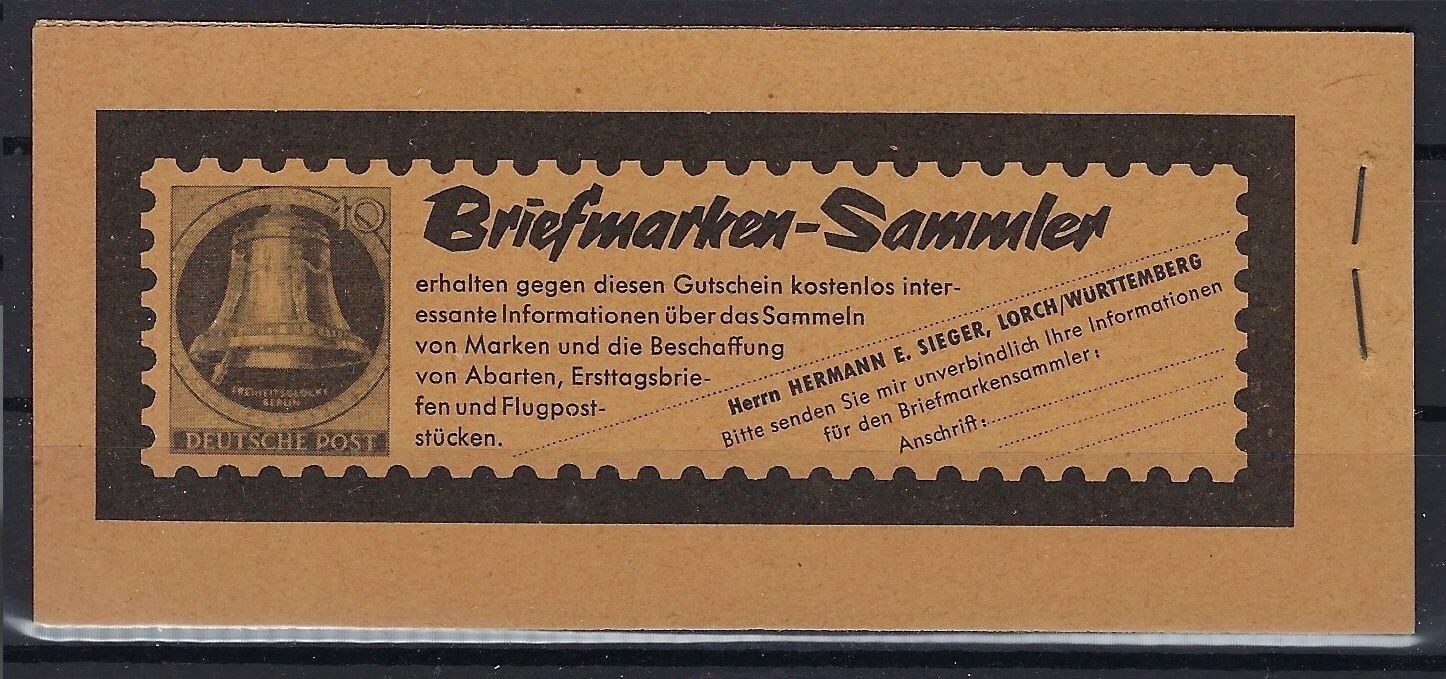 10
FREIHEITSGLOCKE
BERLIN
DEUTSCHE POST
Briefmarken-Sammler
erhalten gegen diesen Gutschein kostenlos inter-
essante Informationen über das Sammeln
von Marken und die Beschaffung
von Abarten, Ersttagsbrie-
fen und Flugpost-
stücken.
Herrn HERMANN E. SIEGER, LORCH/WÜRTTEMBERG
Bitte senden Sie mir unverbindlich Ihre Informationen
für den Briefmarkensammler:
Anschrift: